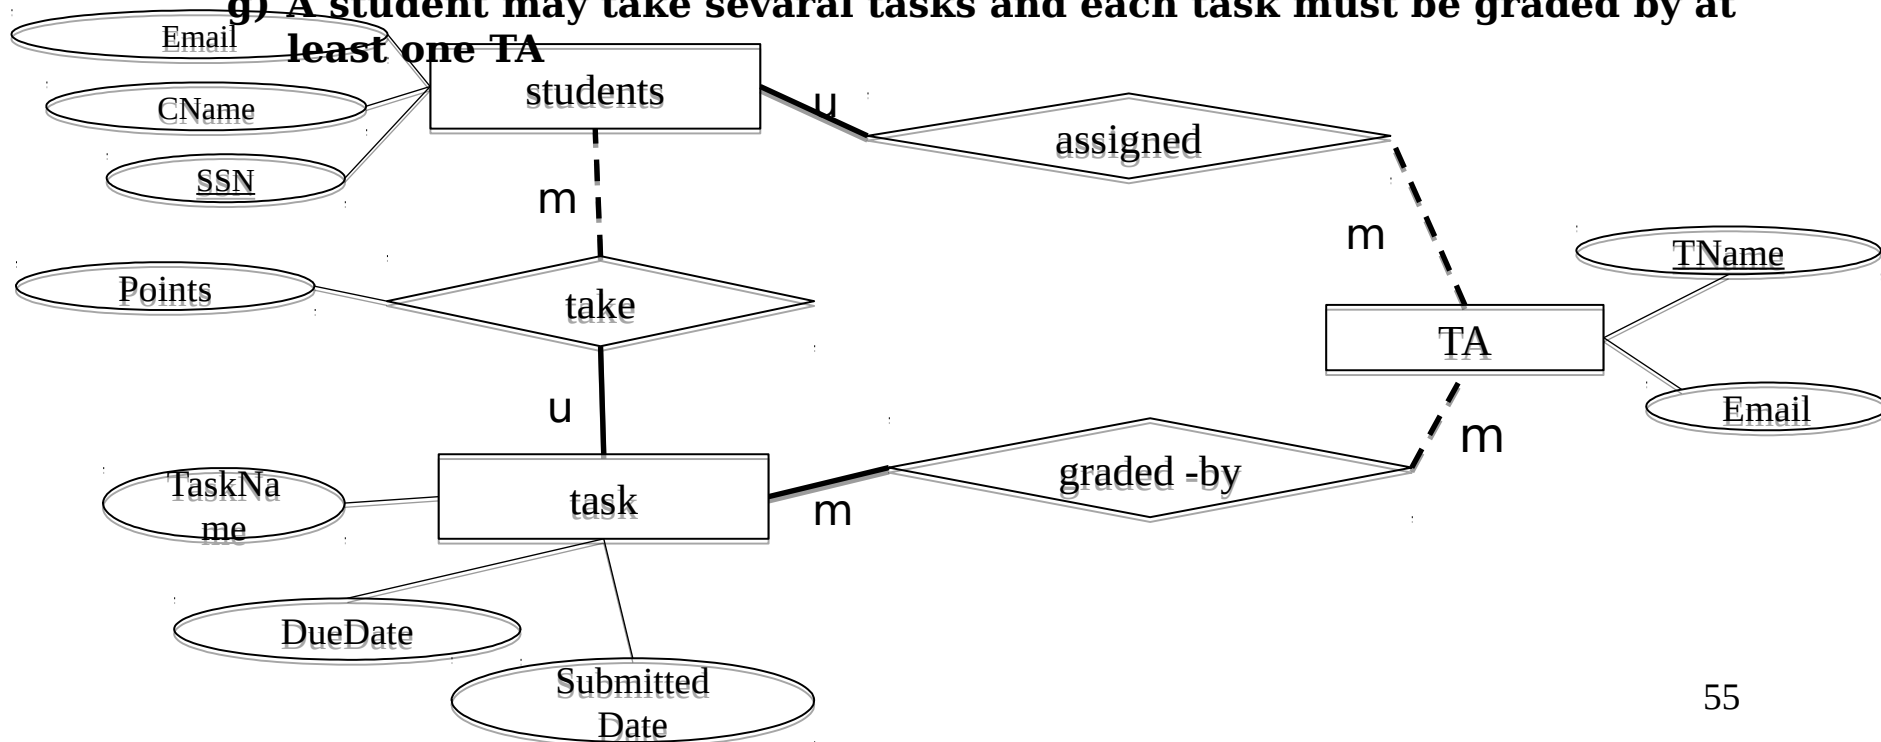 g) A student may take sevaral tasks and each task must be graded by at
least one TA
Email
students
CName
SSN
u
assigned
m
m
TName
Points
take
TA
u
Email
m
TaskNa
me
task
m
graded -by
DueDate
Submitted
Date
55